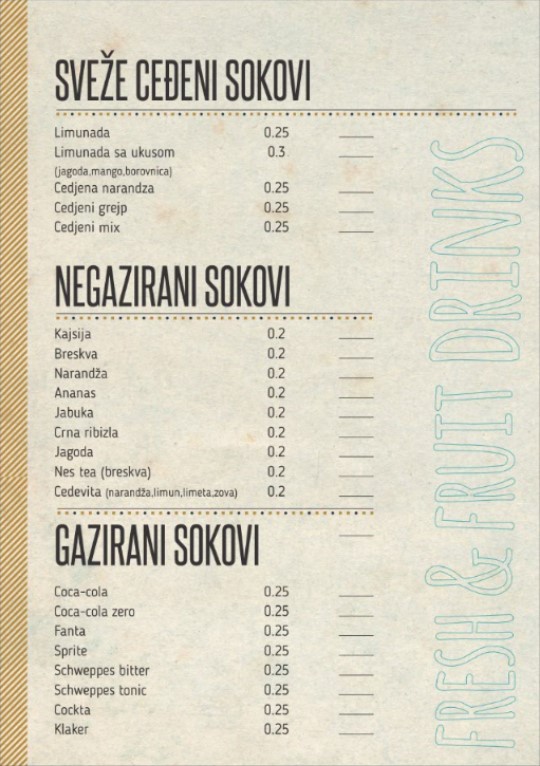 SVEŽE CEĐENI SOKOVI
Limunada 0.25
Limunada sa ukusom 0.3
(jagoda,mango,borovnica)
Cedjena narandza 0.25
Cedjeni grejp 0.25
Cedjeni mix 0.25
NEGAZIRANI SOKOVI
Kajsija 0.2
Breskva 0.2
Narandža 0.2
Ananas 0.2
Jabuka 0.2
Crna ribizla 0.2
Jagoda 0.2
Nes tea (breskva) 0.2
Cedevita (narandža,limun,limeta,zova) 0.2
GAZIRANI SOKOVI
Coca-cola 0.25
Coca-cola zero 0.25
Fanta 0.25
Sprite 0.25
Schweppes bitter 0.25
Schweppes tonic 0.25
Cockta 0.25
Klaker 0.25
FRESH & FRUIT DRINKS